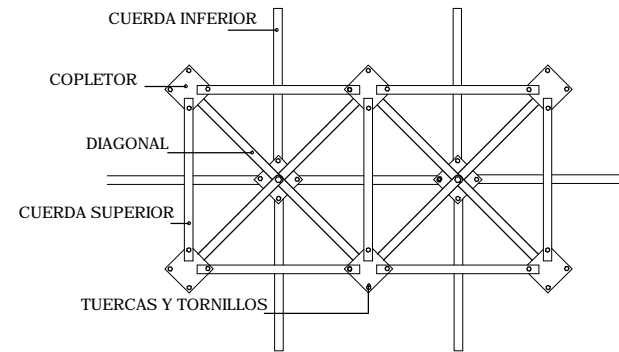 CUERDA INFERIOR
COPLETOR
DIAGONAL
CUERDA SUPERIOR
TUERCAS Y TORNILLOS